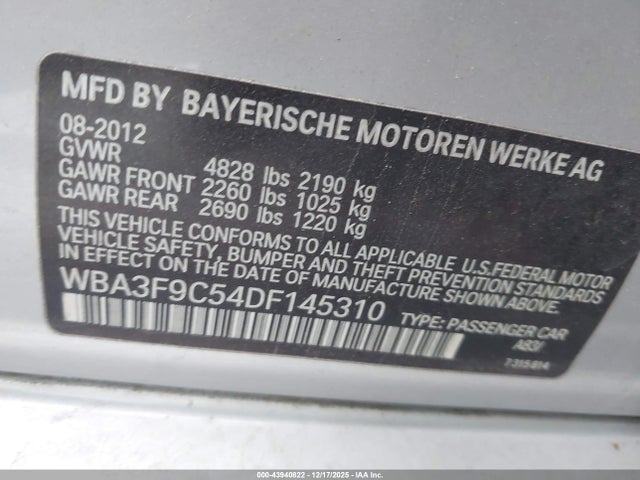 MFD BY BAYERISCHE MOTOREN WERKE AG
08-2012
GVWR 4828 lbs 2190 kg
GAWR FRONT 2260 lbs 1025 kg
GAWR REAR 2690 lbs 1220 kg
THIS VEHICLE CONFORMS TO ALL APPLICABLE U.S.FEDERAL MOTOR
VEHICLE SAFETY, BUMPER AND THEFT PREVENTION STANDARDS
IN EFFECT ON THE DATE OF MANUFACTURE SHOWN ABOVE.
WBA3F9C54DF145310 TYPE: PASSENGER CAR
A83/
7315814
000-43940822 - 12/17/2025 - IAA Inc.